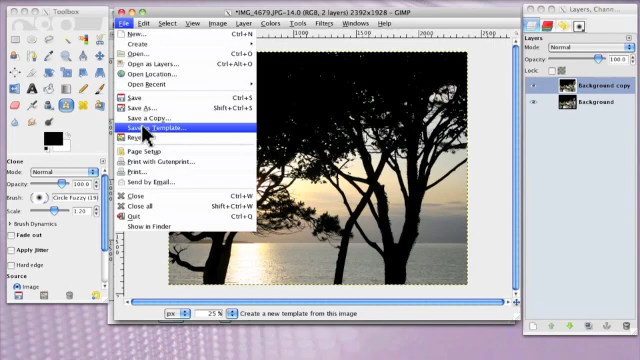 Toolbox
*IMG_4679.JPG-14.0 (RGB, 2 layers) 2392x1928 – GIMP
Layers, Chann...
File Edit Select View Image Layer Colors Tools Filters Windows Help
New... Ctrl+N
Create
Open... Ctrl+O
Open as Layers... Ctrl+Alt+O
Open Location...
Open Recent
Save Ctrl+S
Save As... Shift+Ctrl+S
Save a Copy...
Template...
Page Setup
Print with Gutenprint...
Print...
Send by Email...
Close Ctrl+W
Close all Shift+Ctrl+W
Quit Ctrl+Q
Show in Finder
1000 1500 2000 2500
Clone
Mode: Normal
Opacity: 100.0
Brush: Circle Fuzzy (19)
Scale: 1.20
Brush Dynamics
Fade out
Apply Jitter
Hard edge
Source
Image
px 25 % Create a new template from this image
Layers
Mode: Normal
Opacity: 100.0
Lock:
Background copy
Background